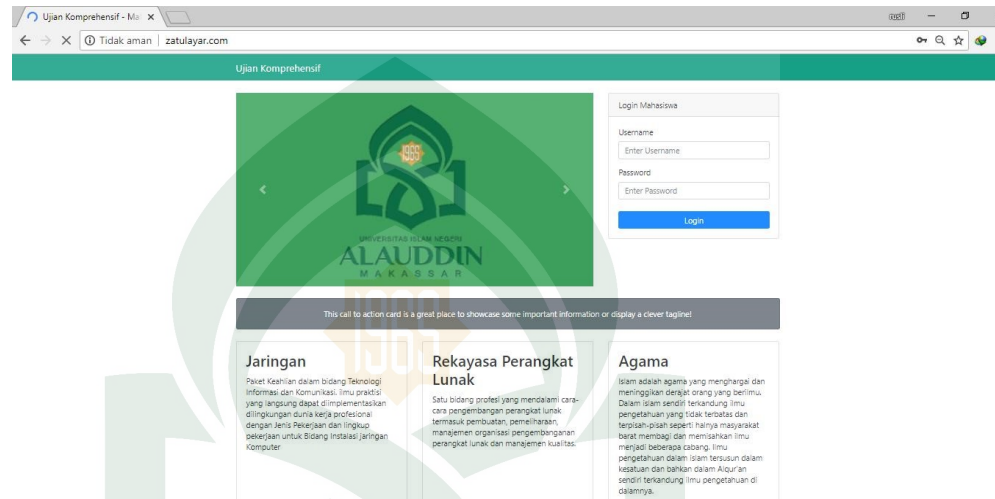 Ujian Komprehensif - Ma
rusli
Tidak aman | zatulayar.com
Ujian Komprehensif
1965
UNIVERSITAS ISLAM NEGERI
ALAUDDIN
MAKASSAR
Login Mahasiswa
Username
Enter Username
Password
Enter Password
Login
This call to action card is a great place to showcase some important information or display a clever tagline!
1965
Jaringan
Paket Keahlian dalam bidang Teknologi
Informasi dan Komunikasi. ilmu praktisi
yang langsung dapat diimplementasikan
dilingkungan dunia kerja profesional
dengan Jenis Pekerjaan dan lingkup
pekerjaan untuk Bidang Instalasi jaringan
Komputer
Rekayasa Perangkat
Lunak
Satu bidang profesi yang mendalami cara-
cara pengembangan perangkat lunak
termasuk pembuatan, pemeliharaan,
manajemen organisasi pengembanganan
perangkat lunak dan manajemen kualitas.
Agama
Islam adalah agama yang menghargai dan
meninggikan derajat orang yang berilmu.
Dalam islam sendiri terkandung ilmu
pengetahuan yang tidak terbatas dan
terpisah-pisah seperti halnya masyarakat
barat membagi dan memisahkan ilmu
menjadi beberapa cabang. Ilmu
pengetahuan dalam islam tersusun dalam
kesatuan dan bahkan dalam Alqur'an
sendiri terkandung ilmu pengetahuan di
dalamnya.